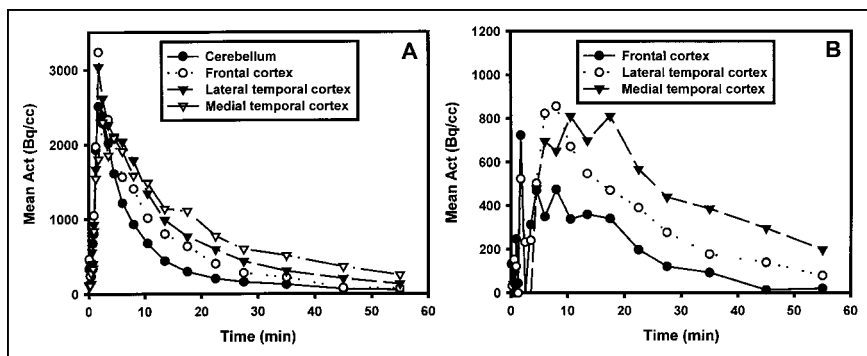 A
Cerebellum
Frontal cortex
Lateral temporal cortex
Medial temporal cortex
Mean Act (Bq/cc)
3000
2000
1000
0
0 10 20 30 40 50 60
Time (min)
B
Frontal cortex
Lateral temporal cortex
Medial temporal cortex
Mean Act (Bq/cc)
1200
1000
800
600
400
200
0
0 10 20 30 40 50 60
Time (min)